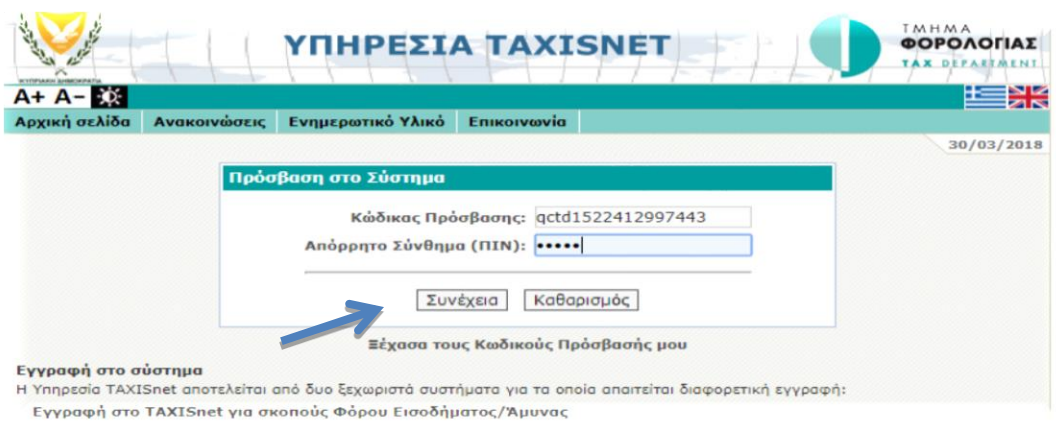 ΚΥΠΡΙΑΚΗ ΔΗΜΟΚΡΑΤΙΑ
ΥΠΗΡΕΣΙΑ TAXISNET
ΤΜΗΜΑ
ΦΟΡΟΛΟΓΙΑΣ
TAX DEPARTMENT
A+ A-
Αρχική σελίδα Ανακοινώσεις Ενημερωτικό Υλικό Επικοινωνία
30/03/2018
Πρόσβαση στο Σύστημα
Κώδικας Πρόσβασης: qctd1522412997443
Απόρρητο Σύνθημα (ΠΙΝ): •••••
Συνέχεια Καθαρισμός
Ξέχασα τους Κωδικούς Πρόσβασής μου
Εγγραφή στο σύστημα
Η Υπηρεσία TAXISnet αποτελείται από δυο ξεχωριστά συστήματα για τα οποία απαιτείται διαφορετική εγγραφή:
Εγγραφή στο TAXISnet για σκοπούς Φόρου Εισοδήματος/Άμυνας